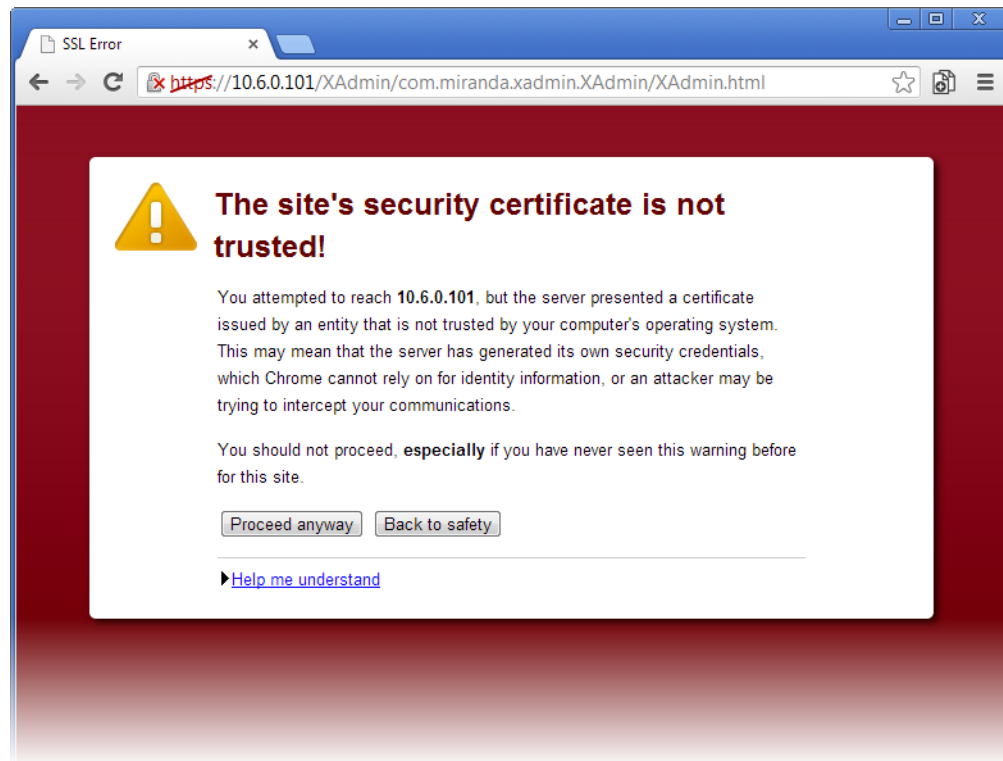 SSL Error
https://10.6.0.101/XAdmin/com.miranda.xadmin.XAdmin/XAdmin.html
The site's security certificate is not
trusted!
You attempted to reach 10.6.0.101, but the server presented a certificate
issued by an entity that is not trusted by your computer's operating system.
This may mean that the server has generated its own security credentials,
which Chrome cannot rely on for identity information, or an attacker may be
trying to intercept your communications.
You should not proceed, especially if you have never seen this warning before
for this site.
Proceed anyway Back to safety
Help me understand